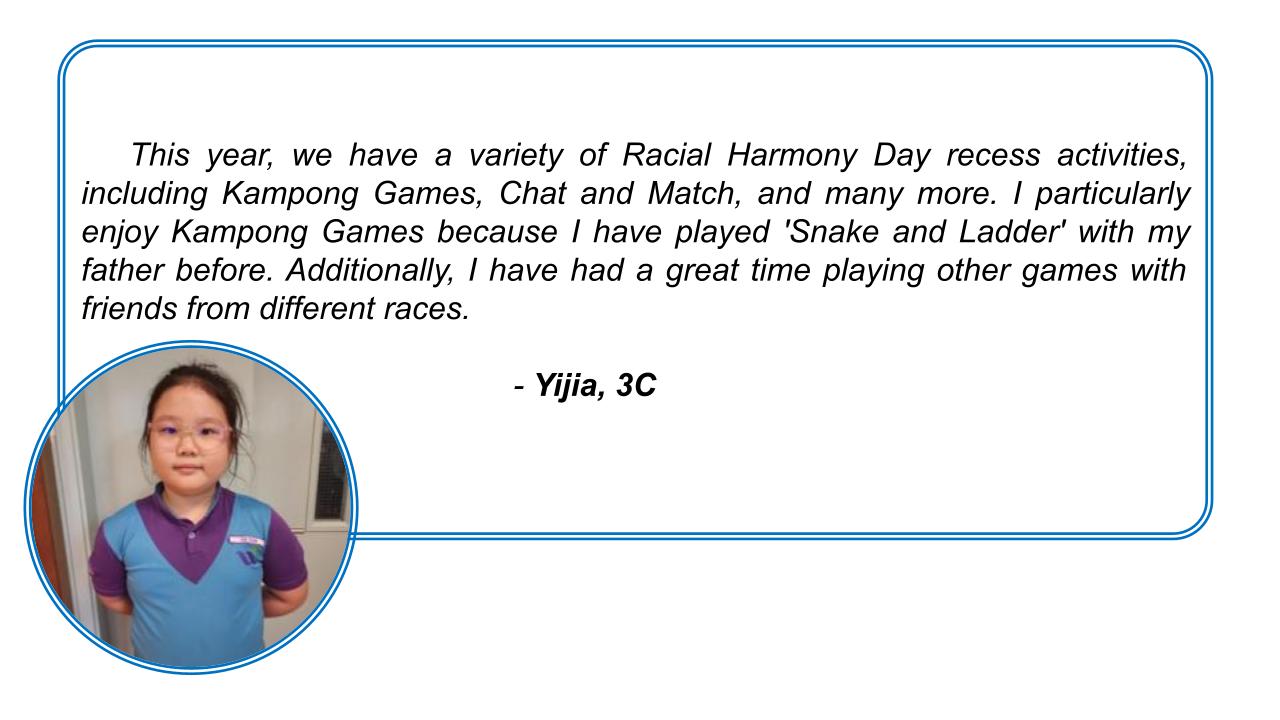 This year, we have a variety of Racial Harmony Day recess activities,
including Kampong Games, Chat and Match, and many more. I particularly
enjoy Kampong Games because I have played 'Snake and Ladder' with my
father before. Additionally, I have had a great time playing other games with
friends from different races.
- Yijia, 3C